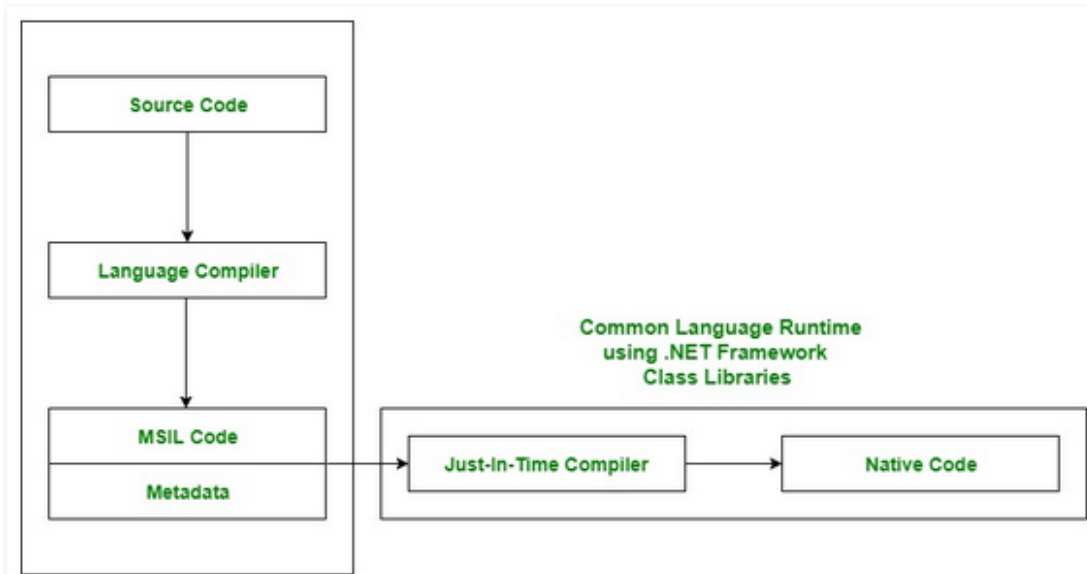 Source Code
Language Compiler
Common Language Runtime
using .NET Framework
Class Libraries
MSIL Code
Metadata
Just-In-Time Compiler
Native Code